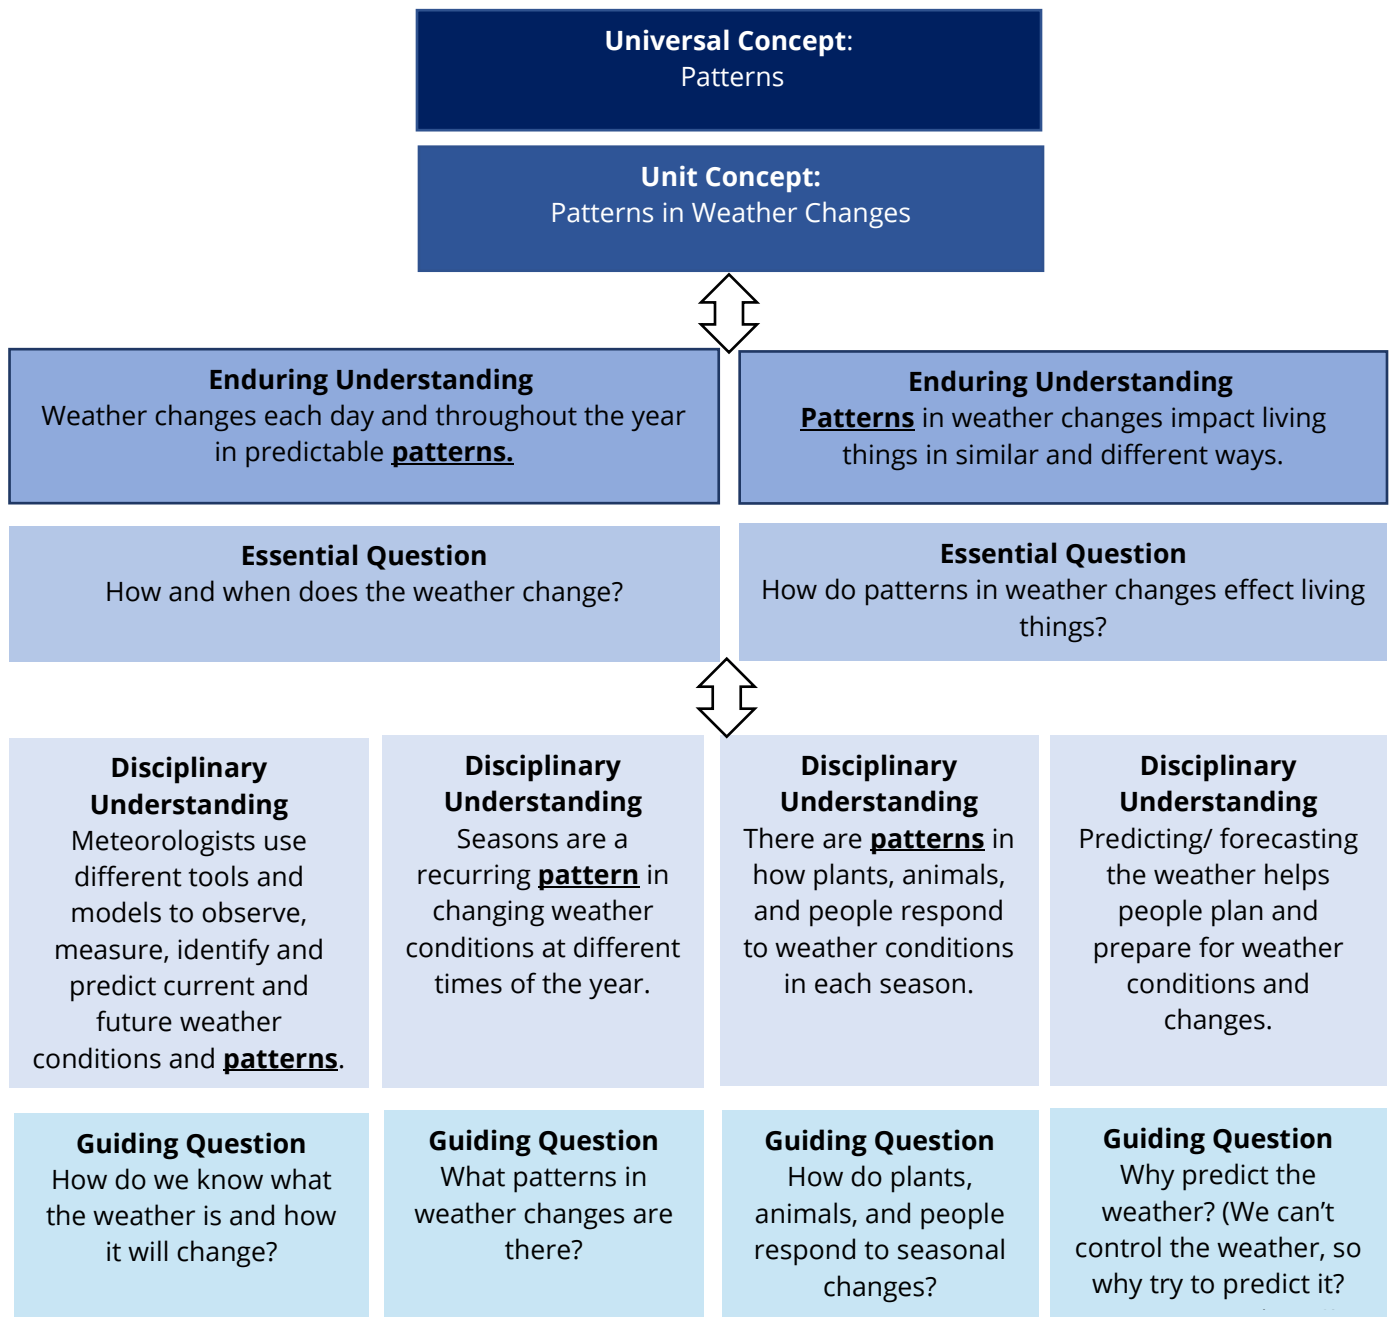 Universal Concept:
Patterns
Unit Concept:
Patterns in Weather Changes
Enduring Understanding
Weather changes each day and throughout the year
in predictable patterns.
Enduring Understanding
Patterns in weather changes impact living
things in similar and different ways.
Essential Question
How and when does the weather change?
Essential Question
How do patterns in weather changes effect living
things?
Disciplinary
Understanding
Meteorologists use
different tools and
models to observe,
measure, identify and
predict current and
future weather
conditions and patterns.
Disciplinary
Understanding
Seasons are a
recurring pattern in
changing weather
conditions at different
times of the year.
Disciplinary
Understanding
There are patterns in
how plants, animals,
and people respond
to weather conditions
in each season.
Disciplinary
Understanding
Predicting/ forecasting
the weather helps
people plan and
prepare for weather
conditions and
changes.
Guiding Question
How do we know what
the weather is and how
it will change?
Guiding Question
What patterns in
weather changes are
there?
Guiding Question
How do plants,
animals, and people
respond to seasonal
changes?
Guiding Question
Why predict the
weather? (We can’t
control the weather, so
why try to predict it?